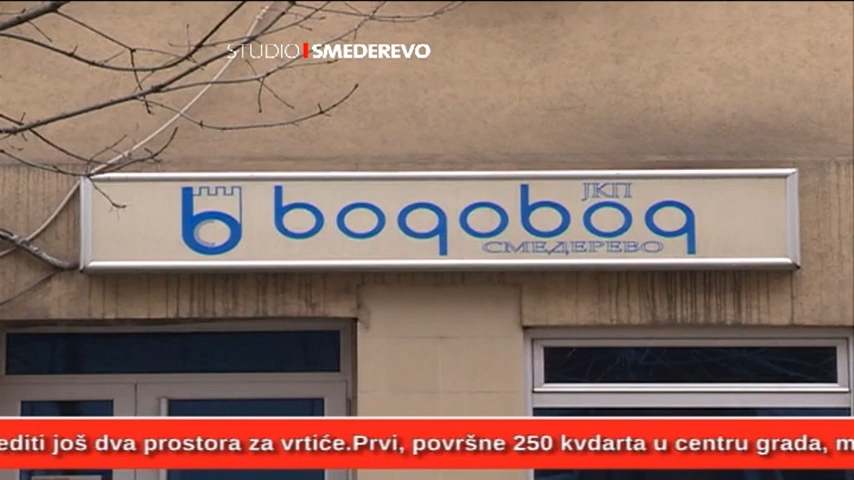 STUDIO SMEDEREVO
ЈКП
водовод
СМЕДЕРЕВО
editi još dva prostora za vrtiće.Prvi, površne 250 kvdarta u centru grada, m